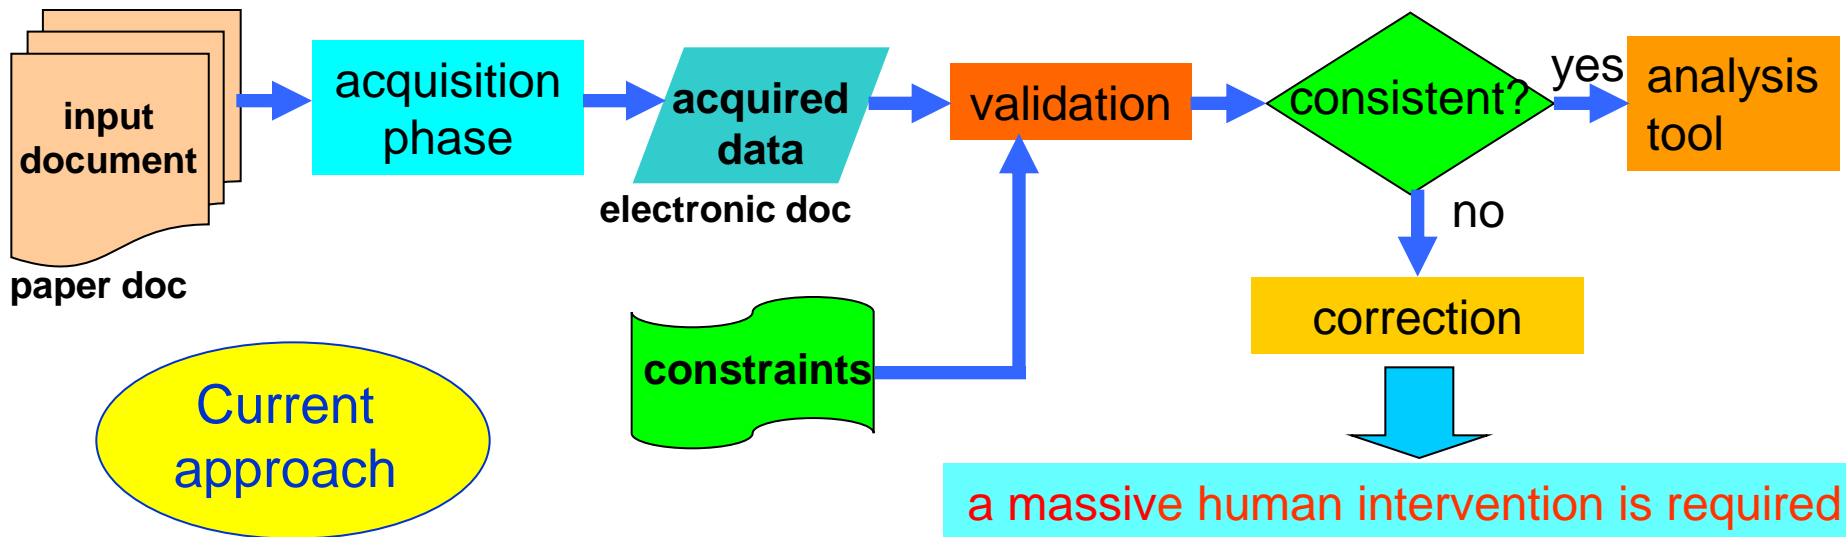 input
document
paper doc
acquisition
phase
acquired
data
electronic doc
validation
consistent?
yes
analysis
tool
no
correction
constraints
Current
approach
a massive human intervention is required